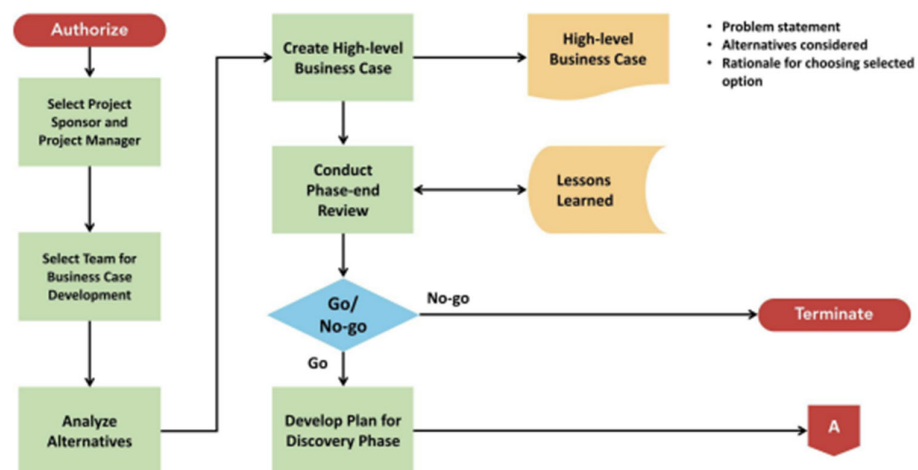 Authorize
Select Project
Sponsor and
Project Manager
Select Team for
Business Case
Development
Analyze
Alternatives
Create High-level
Business Case
High-level
Business Case
• Problem statement
• Alternatives considered
• Rationale for choosing selected
option
Conduct
Phase-end
Review
Lessons
Learned
Go/
No-go
No-go
Terminate
Go
Develop Plan for
Discovery Phase
A